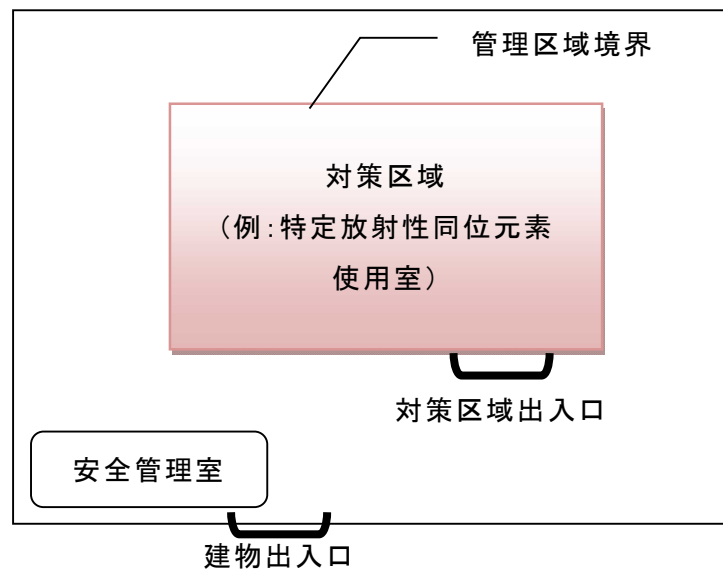 管理区域境界
対策区域
（例：特定放射性同位元素
使用室）
対策区域出入口
安全管理室
建物出入口